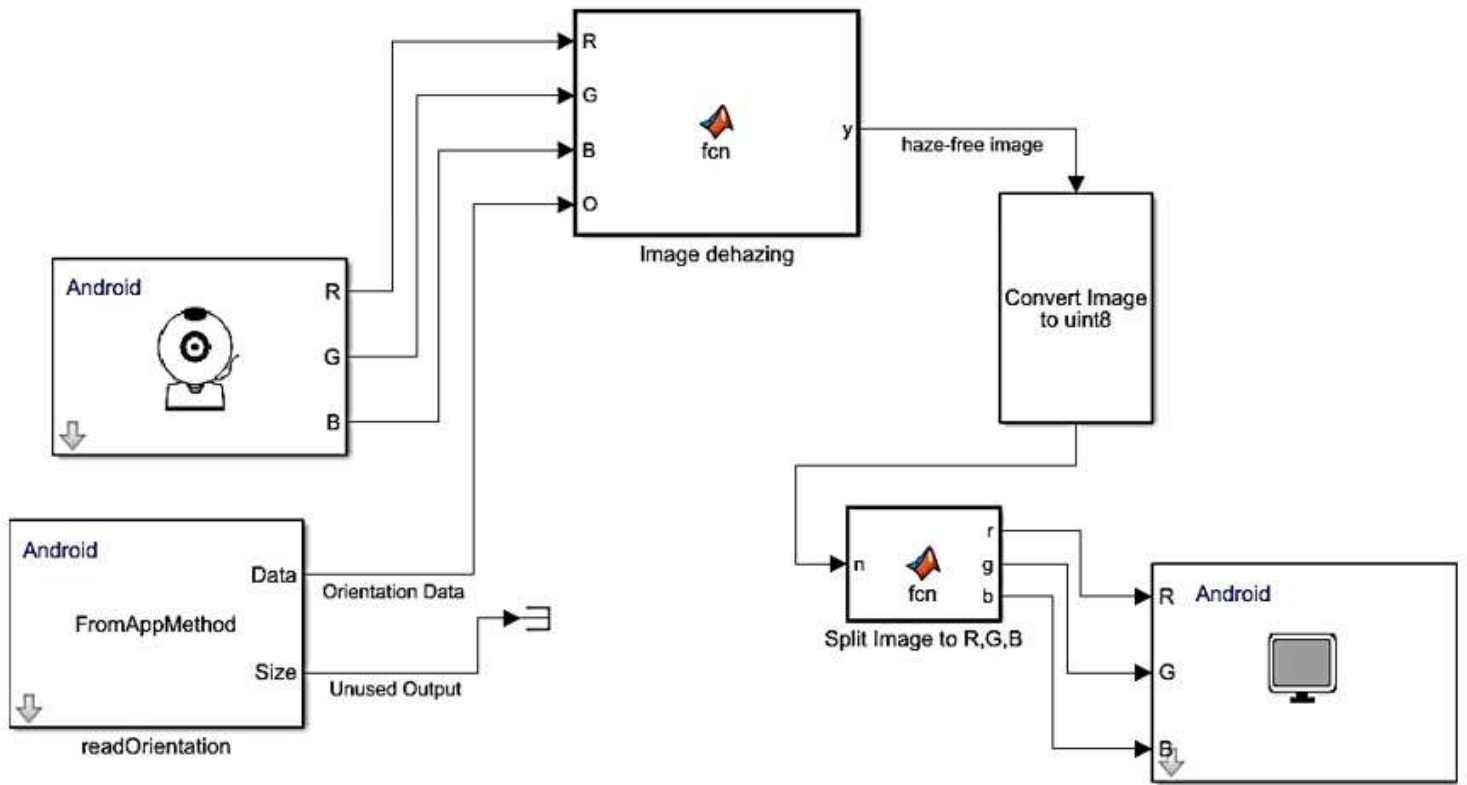 R
G
B
O
fcn
y
Image dehazing
haze-free image
Convert Image
to uint8
Android
R
G
B
Android
FromAppMethod
Data
Size
readOrientation
Orientation Data
Unused Output
n
fcn
r
g
b
Split Image to R,G,B
Android
R
G
B